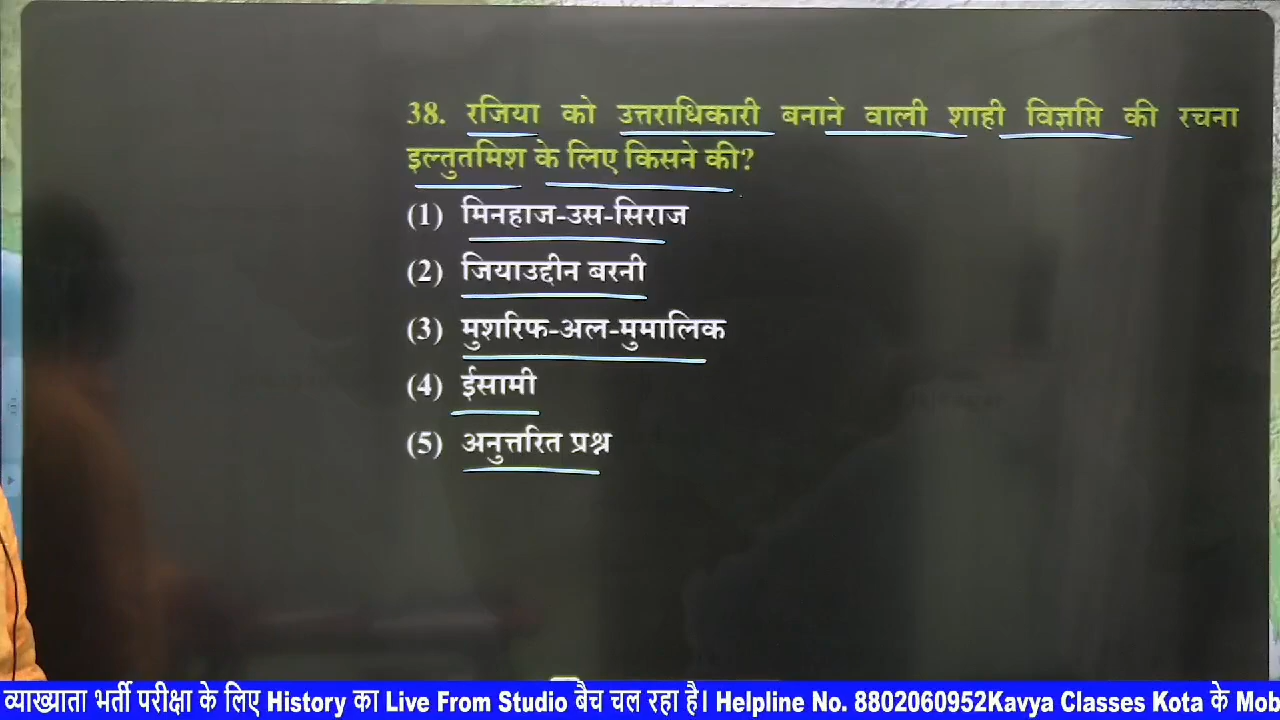 38. रजिया को उत्तराधिकारी बनाने वाली शाही विज्ञप्ति की रचना
इल्तुतमिश के लिए किसने की?
(1) मिनहाज-उस-सिराज
(2) जियाउद्दीन बरनी
(3) मुशरिफ-अल-मुमालिक
(4) ईसामी
(5) अनुत्तरित प्रश्न
व्याख्याता भर्ती परीक्षा के लिए History का Live From Studio बैच चल रहा है। Helpline No. 8802060952Kavya Classes Kota के Mob